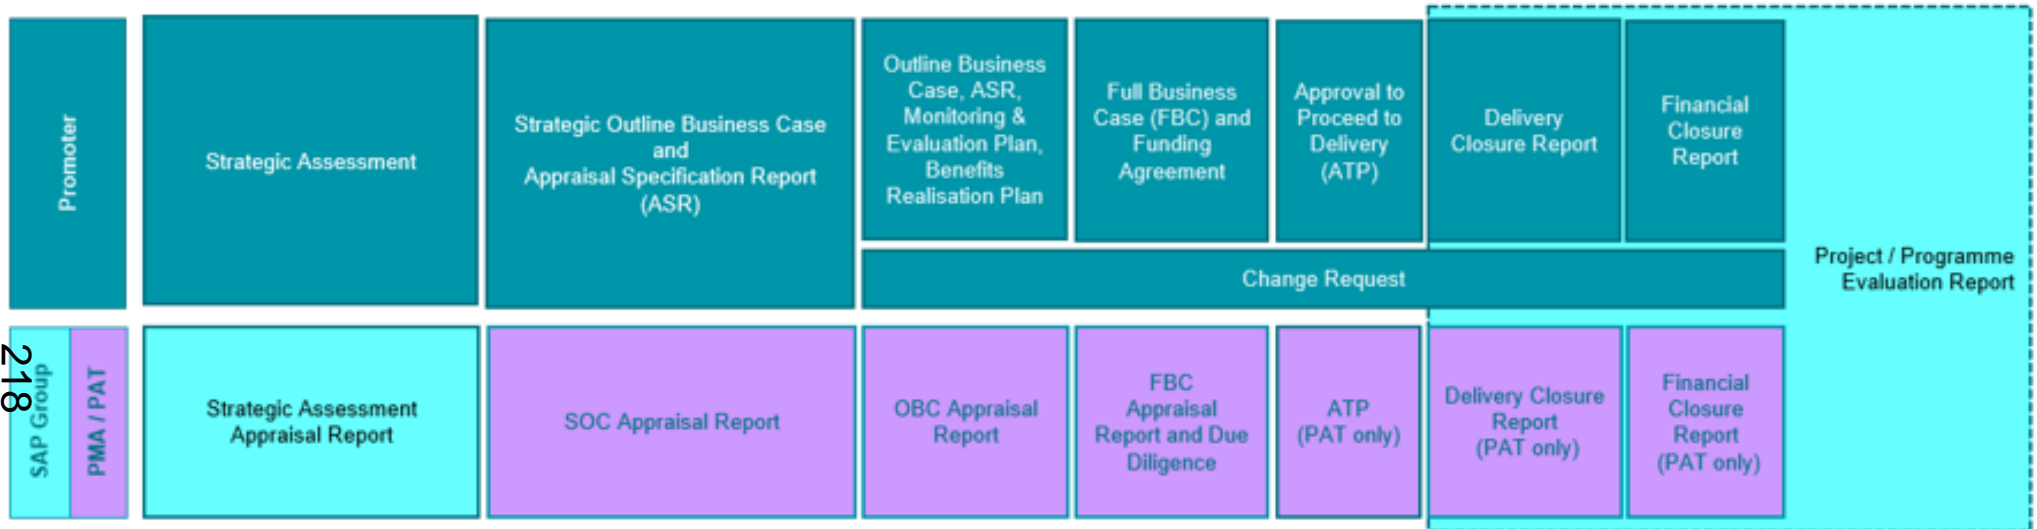 Promoter
Strategic Assessment
Strategic Outline Business Case
and
Appraisal Specification Report
(ASR)
Outline Business
Case, ASR,
Monitoring &
Evaluation Plan,
Benefits
Realisation Plan
Full Business
Case (FBC) and
Funding
Agreement
Approval to
Proceed to
Delivery
(ATP)
Delivery
Closure Report
Financial
Closure
Report
Change Request
Project / Programme
Evaluation Report
218
SAP Group
PMA / PAT
Strategic Assessment
Appraisal Report
SOC Appraisal Report
OBC Appraisal
Report
FBC
Appraisal
Report and Due
Diligence
ATP
(PAT only)
Delivery Closure
Report
(PAT only)
Financial
Closure
Report
(PAT only)